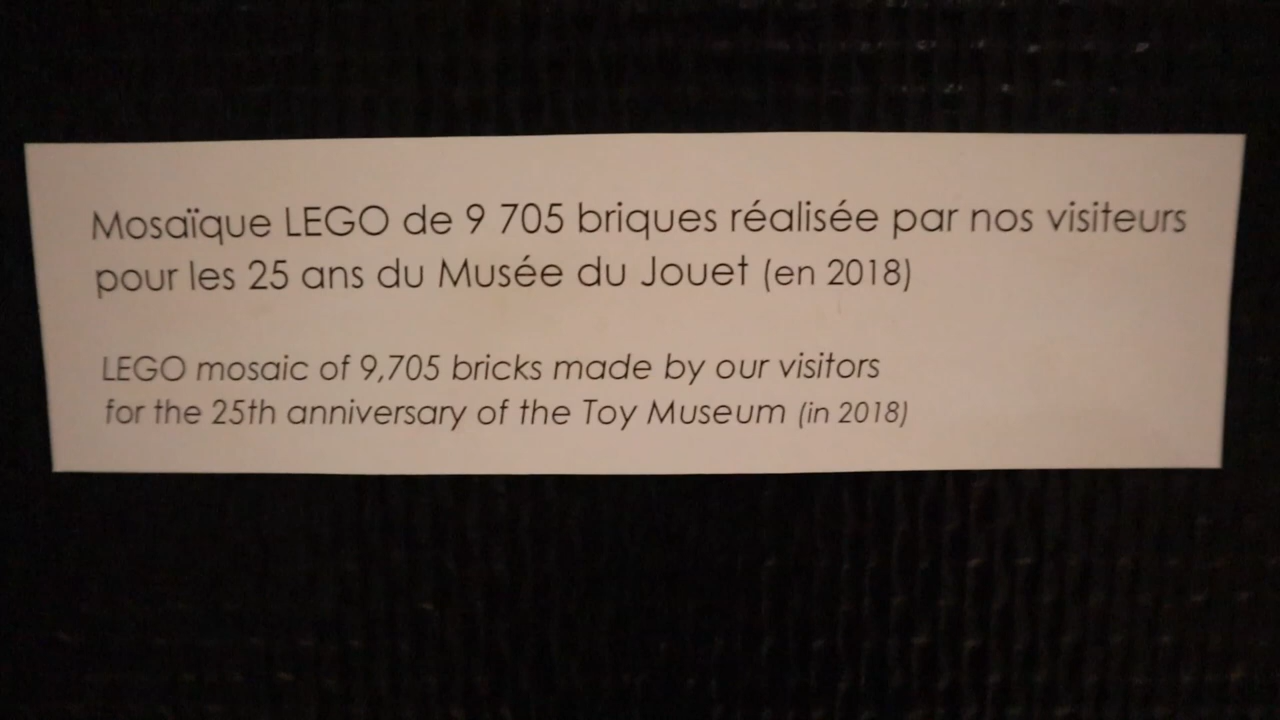 Mosaïque LEGO de 9 705 briques réalisée par nos visiteurs
pour les 25 ans du Musée du Jouet (en 2018)
LEGO mosaic of 9,705 bricks made by our visitors
for the 25th anniversary of the Toy Museum (in 2018)